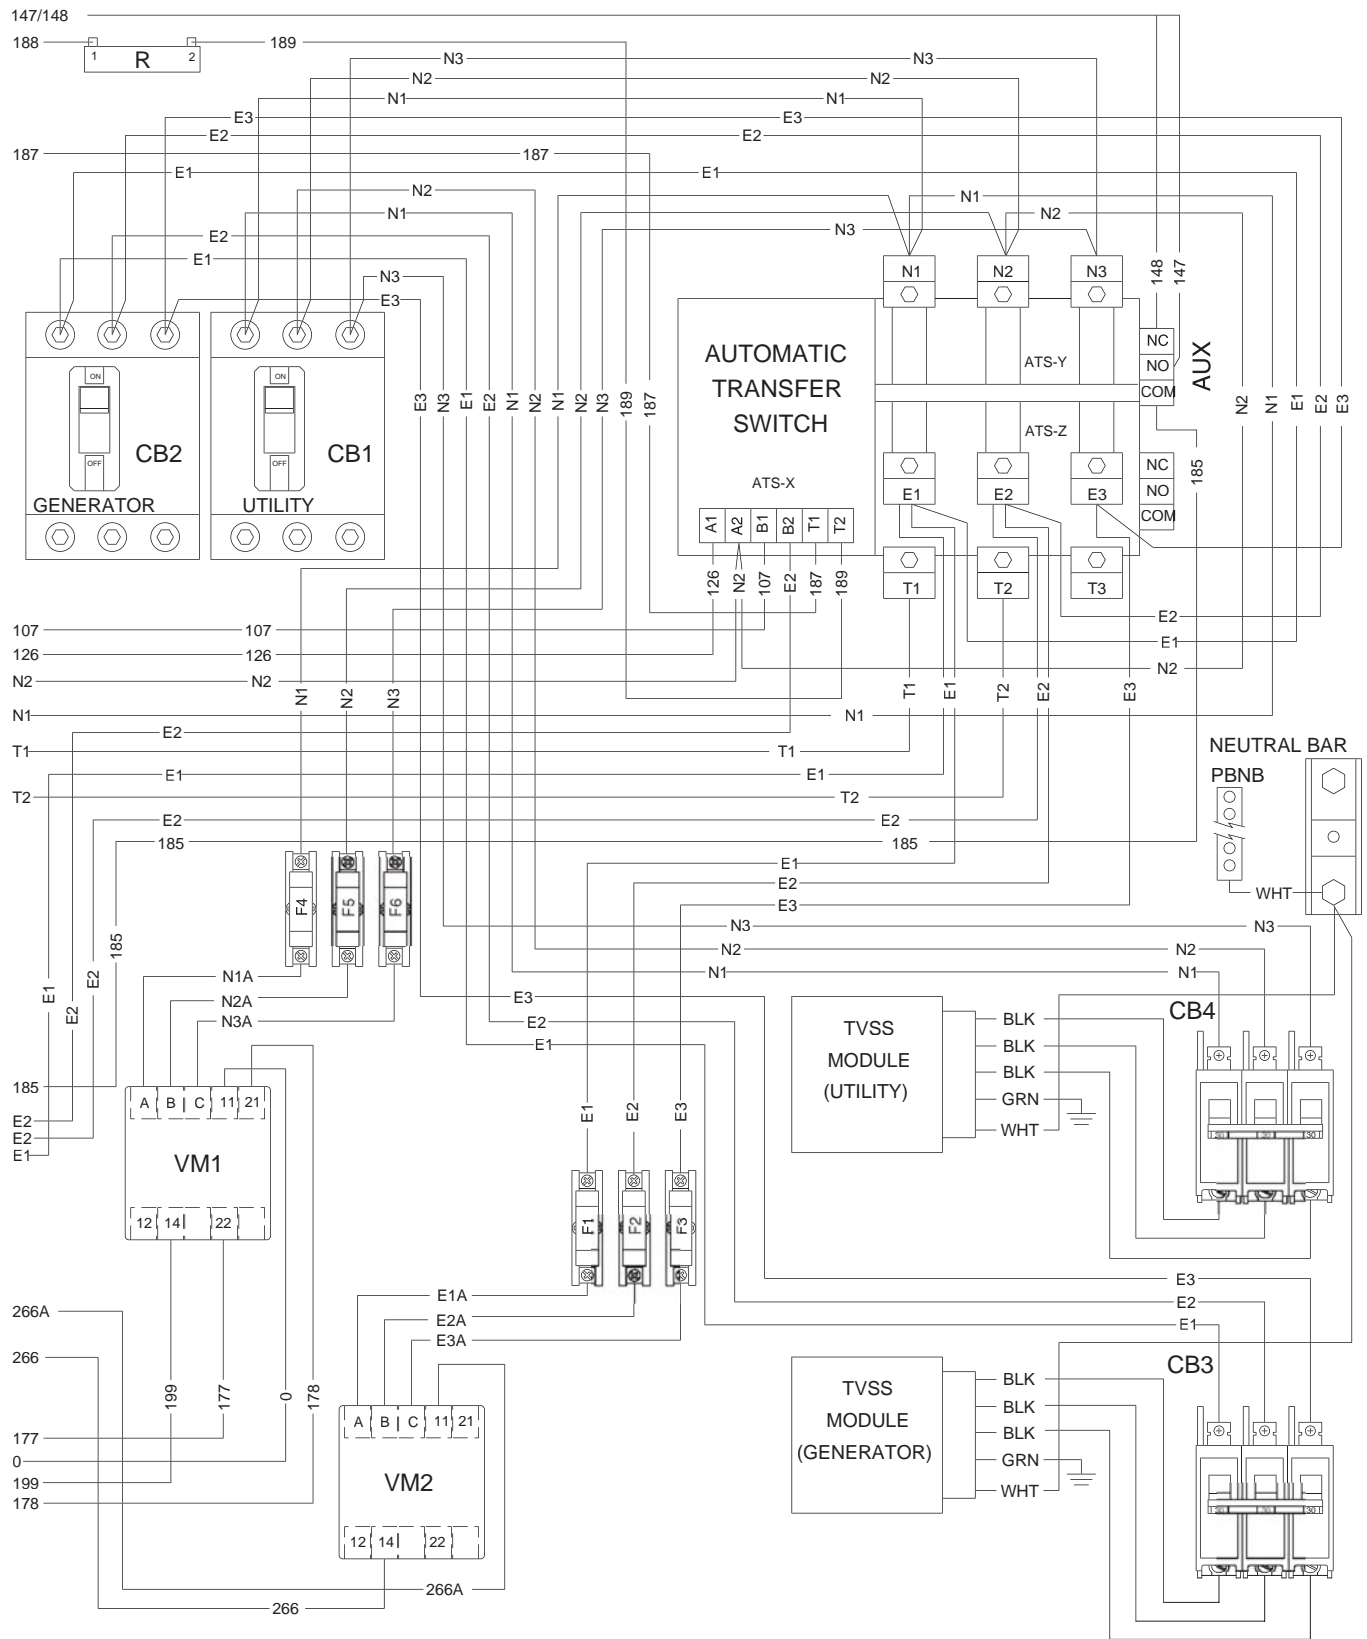 147/148
188 1 R 2 189
N3 N3
N2 N2
N1 N1
E3 E3
E2 E2
187 187
E1 E1
N2 N1
N1 N2
E2 N3
E1
N3
E3
148 147
N1 N2 N3
AUTOMATIC
TRANSFER
SWITCH
ATS-X
ATS-Y
ATS-Z
NC
NO
COM
AUX
NC
NO
COM
ON ON
OFF OFF
CB2 CB1
GENERATOR UTILITY
E3 N3 E1 E2 N1 N2 N1 N2 N3 189 187
N2 N1 E1 E2 E3
185
E1 E2 E3
A1 A2 B1 B2 T1 T2
126 N2 107 E2 187 189
T1 T2 T3
E2
107 107
E1
126 126
N2 N2 N2
N1 N2 N3
T1 E1 T2 E2 E3
N1 N1
E2
T1 T1
E1 E1
T2 T2
E2 E2
185 185
NEUTRAL BAR
PBNB
WHT
E1
E2
E3
F4 F5 F6
N3 N3
N2 N2
N1 N1
N1A
N2A
N3A
E3
E2
E1
E1 E2 E2 185
TVSS
MODULE
(UTILITY)
BLK
BLK
BLK
GRN
WHT
CB4
30 30 30
185
E2
E2
E1
A B C 11 21
VM1
12 14 22
E1 E2 E3
F1 F2 F3
E3
E2
E1
266A
E1A
E2A
E3A
266
199 177 0 178
177
0
199
178
A B C 11 21
VM2
12 14 22
266A
266
TVSS
MODULE
(GENERATOR)
BLK
BLK
BLK
GRN
WHT
CB3
30 30 30